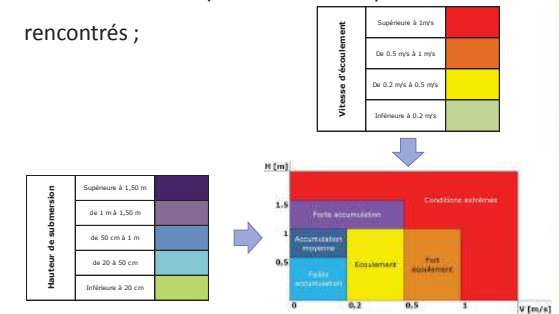 rencontrés ;
Vitesse d'écoulement
Supérieure à 1m/s
De 0.5 m/s à 1 m/s
De 0.2 m/s à 0.5 m/s
Inférieure à 0.2 m/s
Hauteur de submersion
Supérieure à 1,50 m
de 1 m à 1,50 m
de 50 cm à 1 m
de 20 à 50 cm
Inférieure à 20 cm
H [m]
1.5
1
0,5
Conditions extrêmes
Forte accumulation
Accumulation
moyenne
Faible
accumulation
Ecoulement
Fort
écoulement
0
0,2
0,5
1
V [m/s]